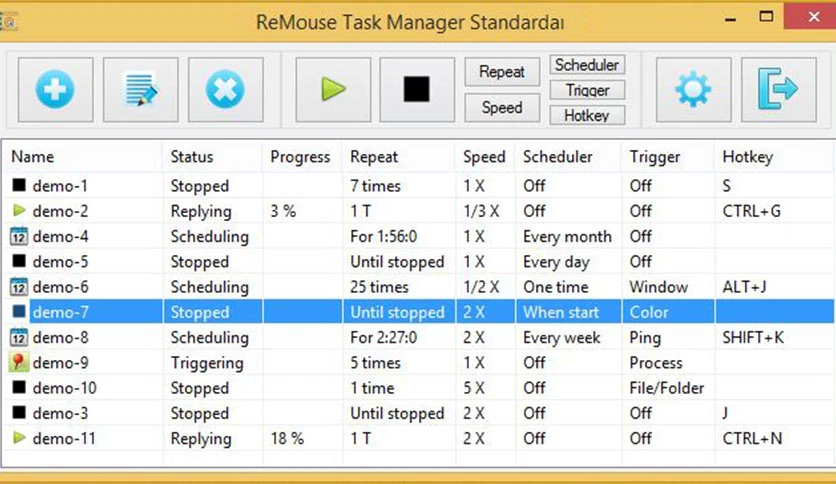 ReMouse Task Manager Standardar
Repeat Scheduler
Trigger
Speed Hotkey
Name Status Progress Repeat Speed Scheduler Trigger Hotkey
demo-1 Stopped 7 times 1 X Off Off S
demo-2 Replying 3 % 1 T 1/3 X Off Off CTRL+G
12 demo-4 Scheduling For 1:56:0 1 X Every month Off
demo-5 Stopped Until stopped 1 X Every day Off
12 demo-6 Scheduling 25 times 1/2 X One time Window ALT+J
demo-7 Stopped Until stopped 2 X When start Color
12 demo-8 Scheduling For 2:27:0 2 X Every week Ping SHIFT+K
demo-9 Triggering 5 times 1 X Off Process
demo-10 Stopped 1 time 5 X Off File/Folder
demo-3 Stopped Until stopped 2 X Off Off J
demo-11 Replying 18 % 1 T 2 X Off Off CTRL+N